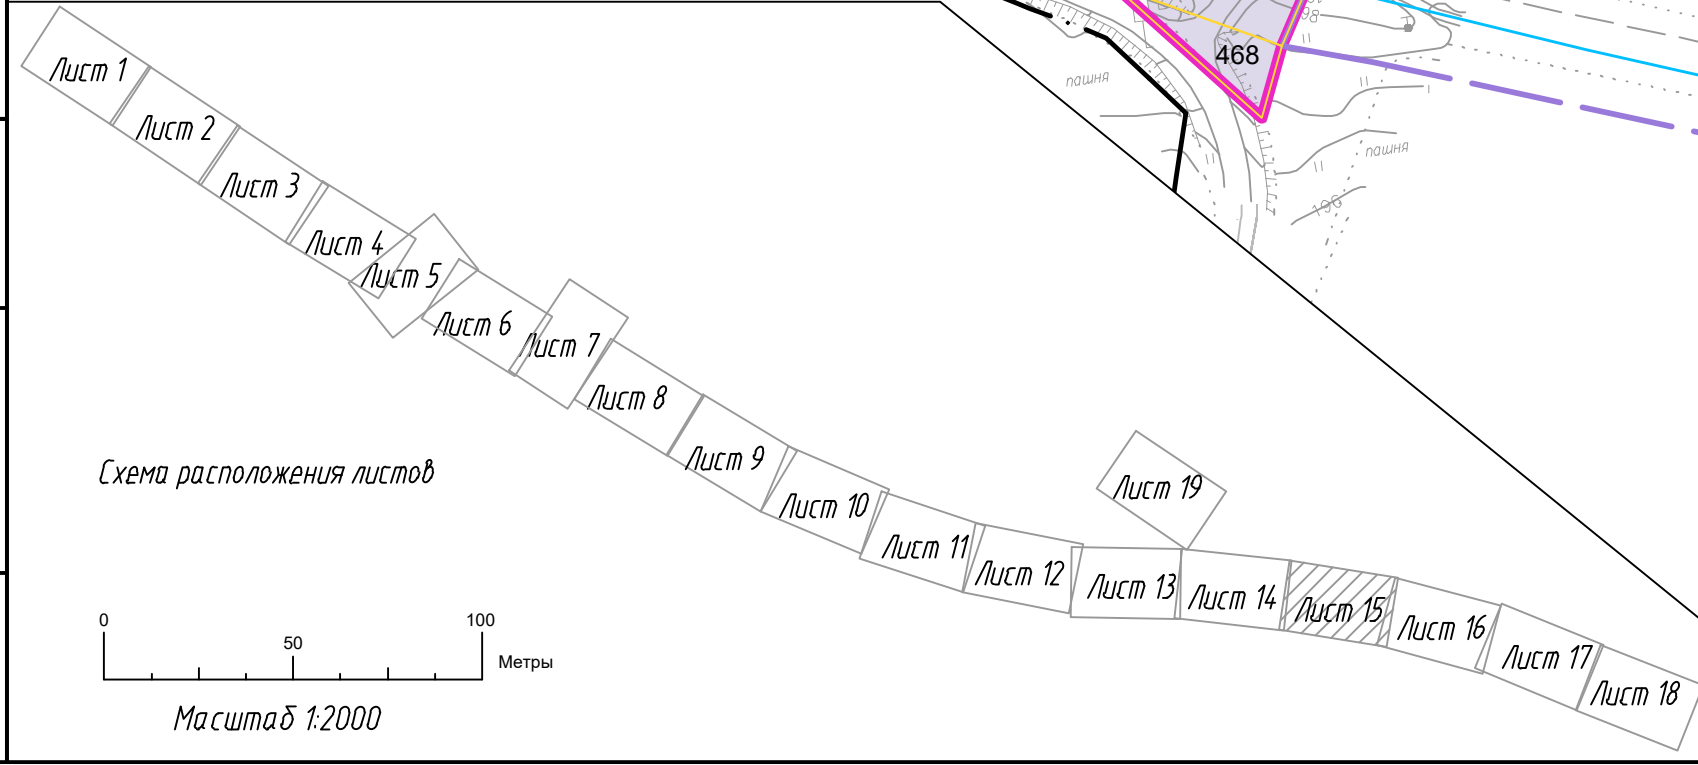 468
пашня
пашня
196
Лист 1
Лист 2
Лист 3
Лист 4
Лист 5
Лист 6
Лист 7
Лист 8
Лист 9
Лист 10
Лист 11
Лист 12
Лист 13
Лист 14
Лист 15
Лист 16
Лист 17
Лист 18
Лист 19
Схема расположения листов
0 50 100
Метры
Масштаб 1:2000